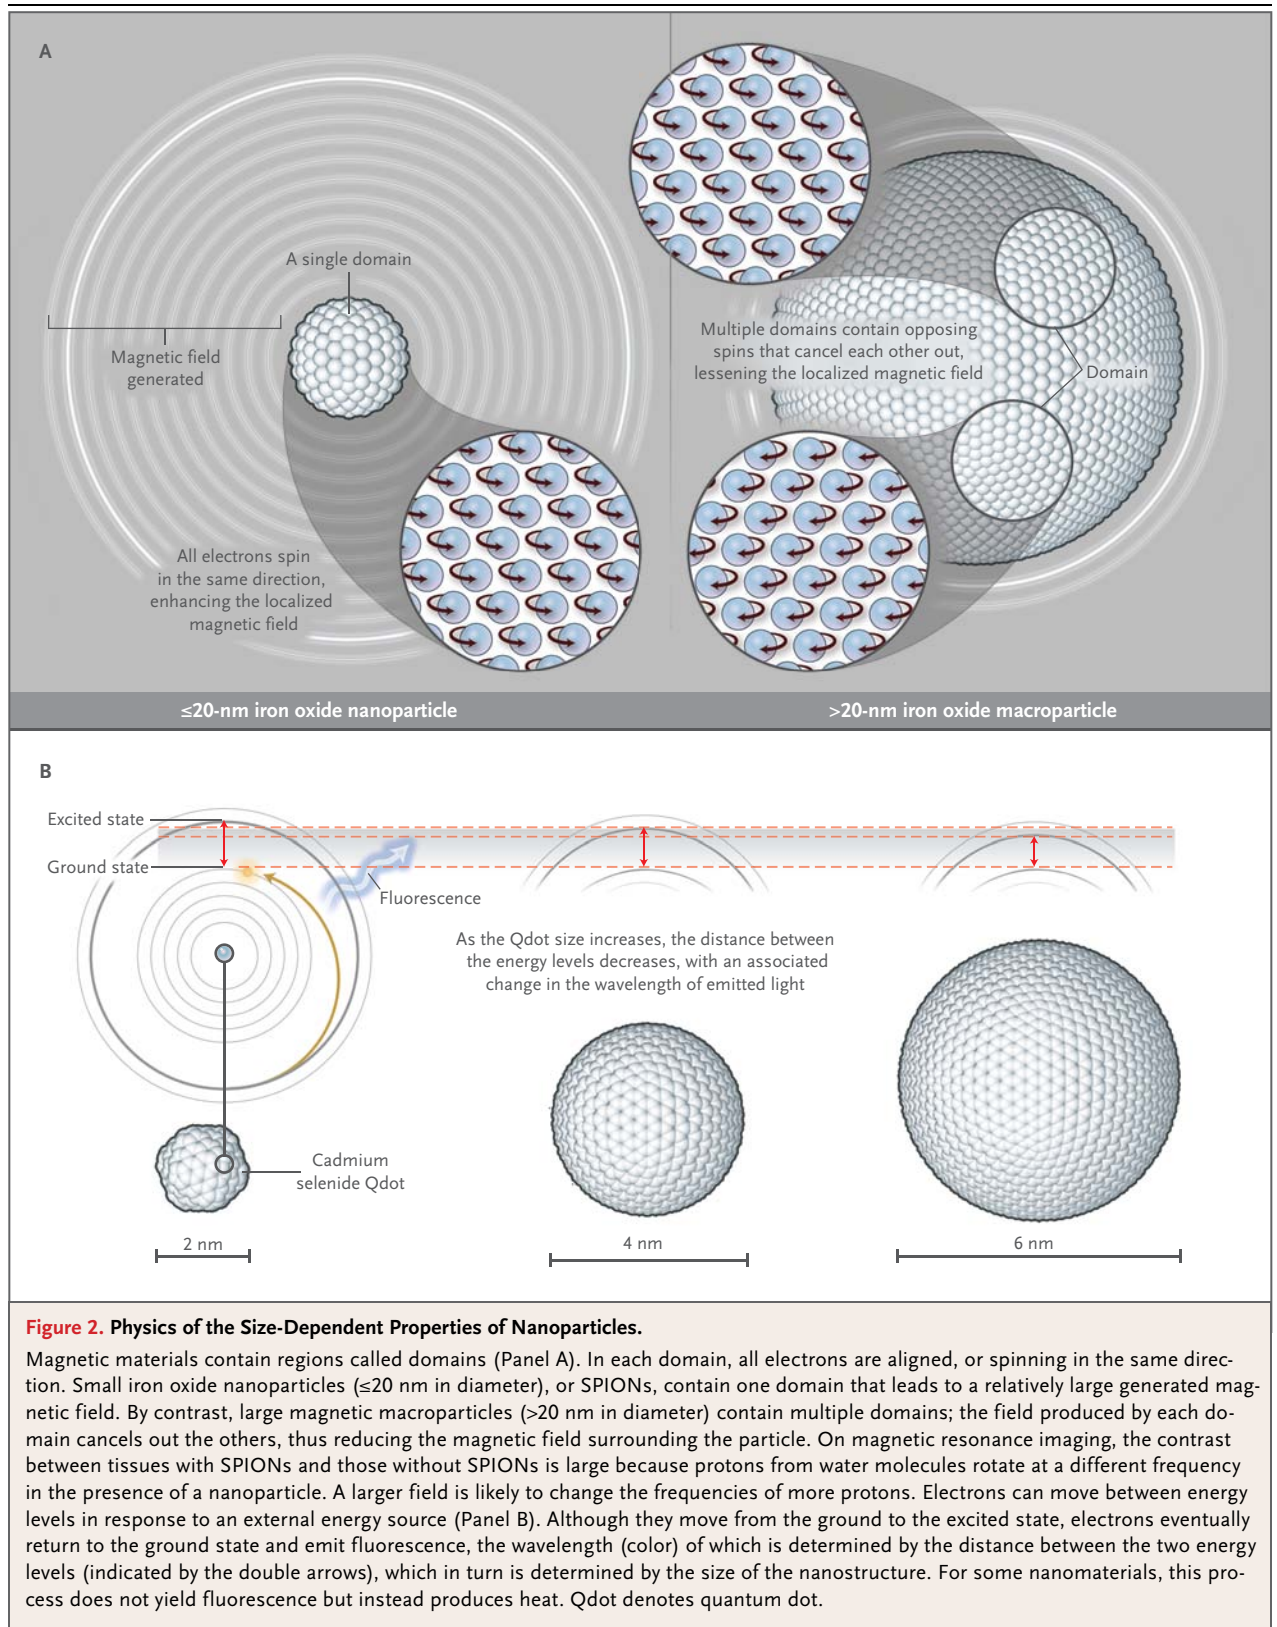 A
A single domain
Magnetic field
generated
All electrons spin
in the same direction,
enhancing the localized
magnetic field
Multiple domains contain opposing
spins that cancel each other out,
lessening the localized magnetic field
Domain
≤20-nm iron oxide nanoparticle
>20-nm iron oxide macroparticle
B
Excited state
Ground state
Fluorescence
As the Qdot size increases, the distance between
the energy levels decreases, with an associated
change in the wavelength of emitted light
Cadmium
selenide Qdot
2 nm
4 nm
6 nm
Figure 2. Physics of the Size-Dependent Properties of Nanoparticles.
Magnetic materials contain regions called domains (Panel A). In each domain, all electrons are aligned, or spinning in the same direc-
tion. Small iron oxide nanoparticles (≤20 nm in diameter), or SPIONs, contain one domain that leads to a relatively large generated mag-
netic field. By contrast, large magnetic macroparticles (>20 nm in diameter) contain multiple domains; the field produced by each do-
main cancels out the others, thus reducing the magnetic field surrounding the particle. On magnetic resonance imaging, the contrast
between tissues with SPIONs and those without SPIONs is large because protons from water molecules rotate at a different frequency
in the presence of a nanoparticle. A larger field is likely to change the frequencies of more protons. Electrons can move between energy
levels in response to an external energy source (Panel B). Although they move from the ground to the excited state, electrons eventually
return to the ground state and emit fluorescence, the wavelength (color) of which is determined by the distance between the two energy
levels (indicated by the double arrows), which in turn is determined by the size of the nanostructure. For some nanomaterials, this pro-
cess does not yield fluorescence but instead produces heat. Qdot denotes quantum dot.